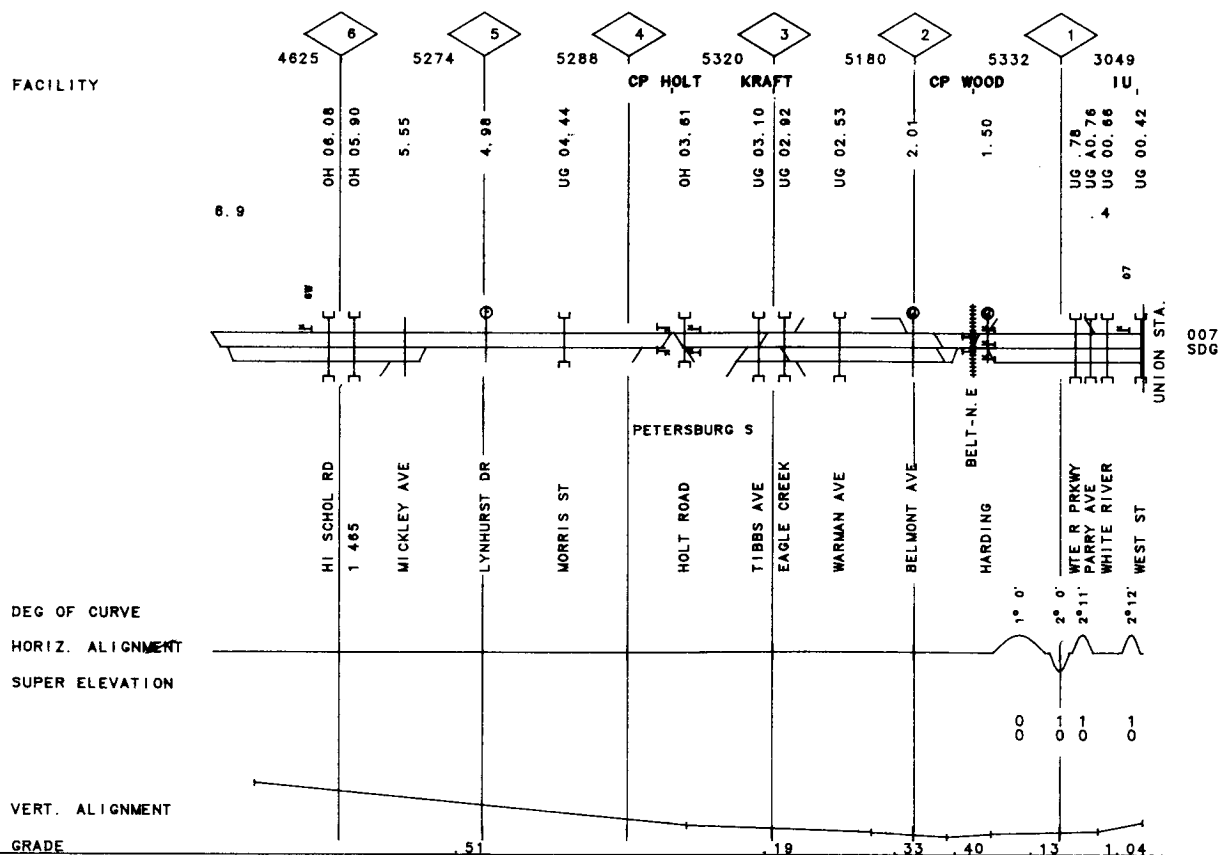 6 5 4 3 2 1
4625 5274 5288 5320 5180 5332 3049
FACILITY CP HOLT KRAFT CP WOOD IU
OH 06.08
OH 05.90
5.55
4.98
UG 04.44
OH 03.61
UG 03.10
UG 02.92
UG 02.53
2.01
1.50
UG .78
UG A0.76
UG 00.66
UG 00.42
6.9 .4
6W 07
UNION STA.
007
SDG
PETERSBURG S
BELT-N.E
HI SCHOL RD
I 465
MICKLEY AVE
LYNHURST DR
MORRIS ST
HOLT ROAD
TIBBS AVE
EAGLE CREEK
WARMAN AVE
BELMONT AVE
HARDING
WTE R PRKWY
PARRY AVE
WHITE RIVER
WEST ST
DEG OF CURVE 1° 0' 2° 0' 2° 11' 2° 12'
HORIZ. ALIGNMENT
SUPER ELEVATION
0 1 1 1
0 0 0 0
VERT. ALIGNMENT
GRADE .51 .19 .33 .40 .13 1.04